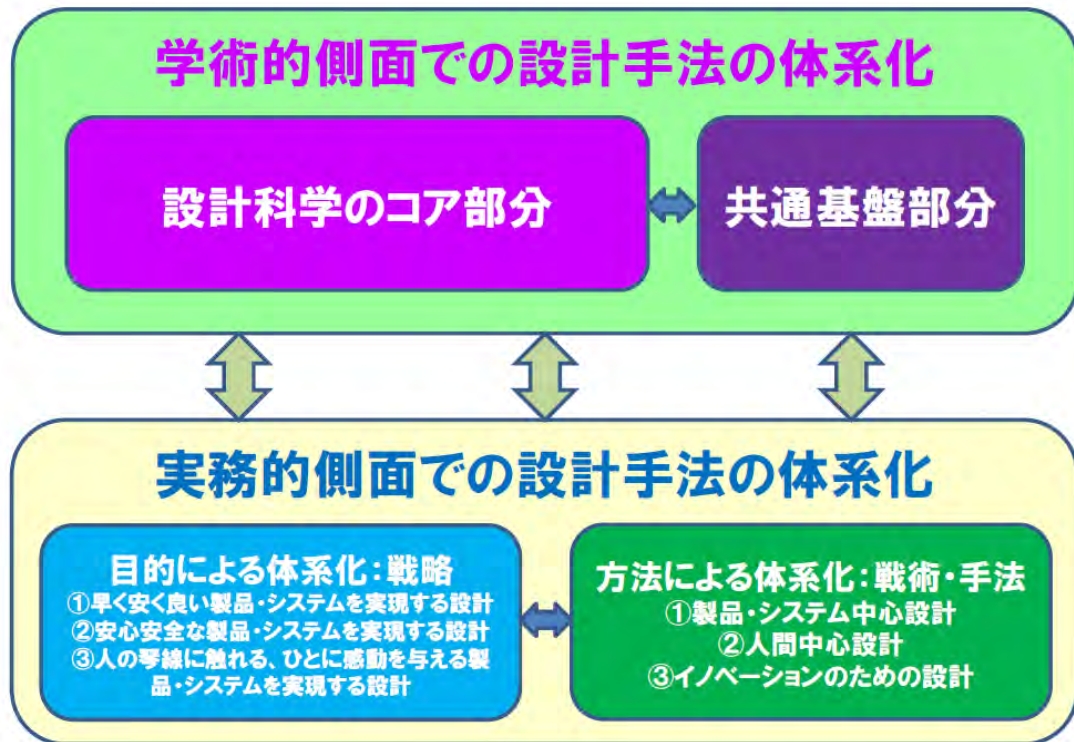 学術的側面での設計手法の体系化
設計科学のコア部分
共通基盤部分
実務的側面での設計手法の体系化
目的による体系化：戦略
①早く安く良い製品・システムを実現する設計
②安心安全な製品・システムを実現する設計
③人の琴線に触れる、ひとに感動を与える製
品・システムを実現する設計
方法による体系化：戦術・手法
①製品・システム中心設計
②人間中心設計
③イノベーションのための設計